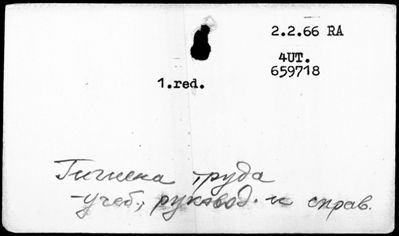 2.2.66 RA
4UT.
659718
1.red.
Гигиена труда
-учеб., руковод. и справ.